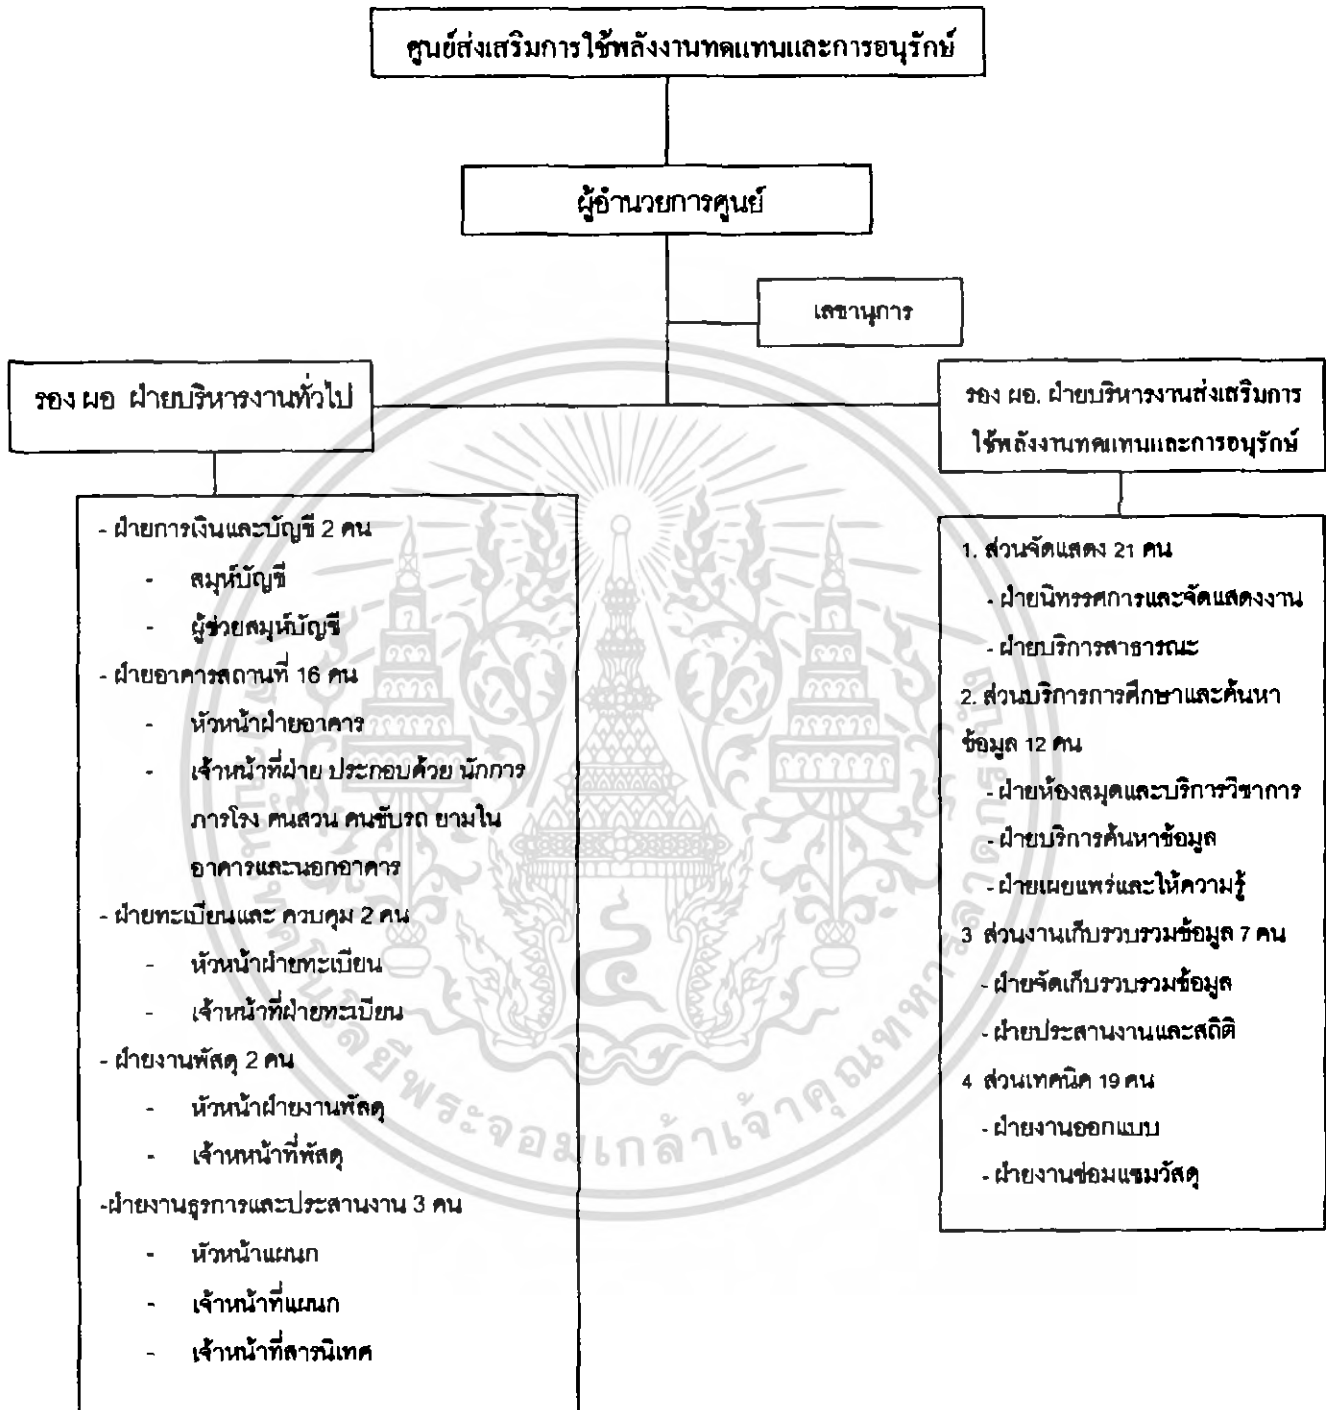 ศูนย์ส่งเสริมการใช้พลังงานทดแทนและการอนุรักษ์
ผู้อำนวยการศูนย์
เลขานุการ
รอง ผอ ฝ่ายบริหารงานทั่วไป
- ฝ่ายการเงินและบัญชี 2 คน
- สมุห์บัญชี
- ผู้ช่วยสมุห์บัญชี
- ฝ่ายอาคารสถานที่ 16 คน
- หัวหน้าฝ่ายอาคาร
- เจ้าหน้าที่ฝ่าย ประกอบด้วย นักการ
ภารโรง คนสวน คนขับรถ ยามใน
อาคารและนอกอาคาร
- ฝ่ายทะเบียนและ ควบคุม 2 คน
- หัวหน้าฝ่ายทะเบียน
- เจ้าหน้าที่ฝ่ายทะเบียน
- ฝ่ายงานพัสดุ 2 คน
- หัวหน้าฝ่ายงานพัสดุ
- เจ้าหหน้าที่พัสดุ
-ฝ่ายงานธุรการและประสานงาน 3 คน
- หัวหน้าแผนก
- เจ้าหน้าที่แผนก
- เจ้าหน้าที่สารนิเทศ
รอง ผอ. ฝ่ายบริหารงานส่งเสริมการ
ใช้พลังงานทดแทนและการอนุรักษ์
1. ส่วนจัดแสดง 21 คน
- ฝ่ายนิทรรศการและจัดแสดงงาน
- ฝ่ายบริการสาธารณะ
2. ส่วนบริการการศึกษาและค้นหา
ข้อมูล 12 คน
- ฝ่ายห้องสมุดและบริการวิชาการ
- ฝ่ายบริการค้นหาข้อมูล
- ฝ่ายเผยแพร่และให้ความรู้
3 ส่วนงานเก็บรวบรวมข้อมูล 7 คน
- ฝ่ายจัดเก็บรวบรวมข้อมูล
- ฝ่ายประสานงานและสถิติ
4 ส่วนเทคนิค 19 คน
- ฝ่ายงานออกแบบ
- ฝ่ายงานซ่อมแซมวัสดุ